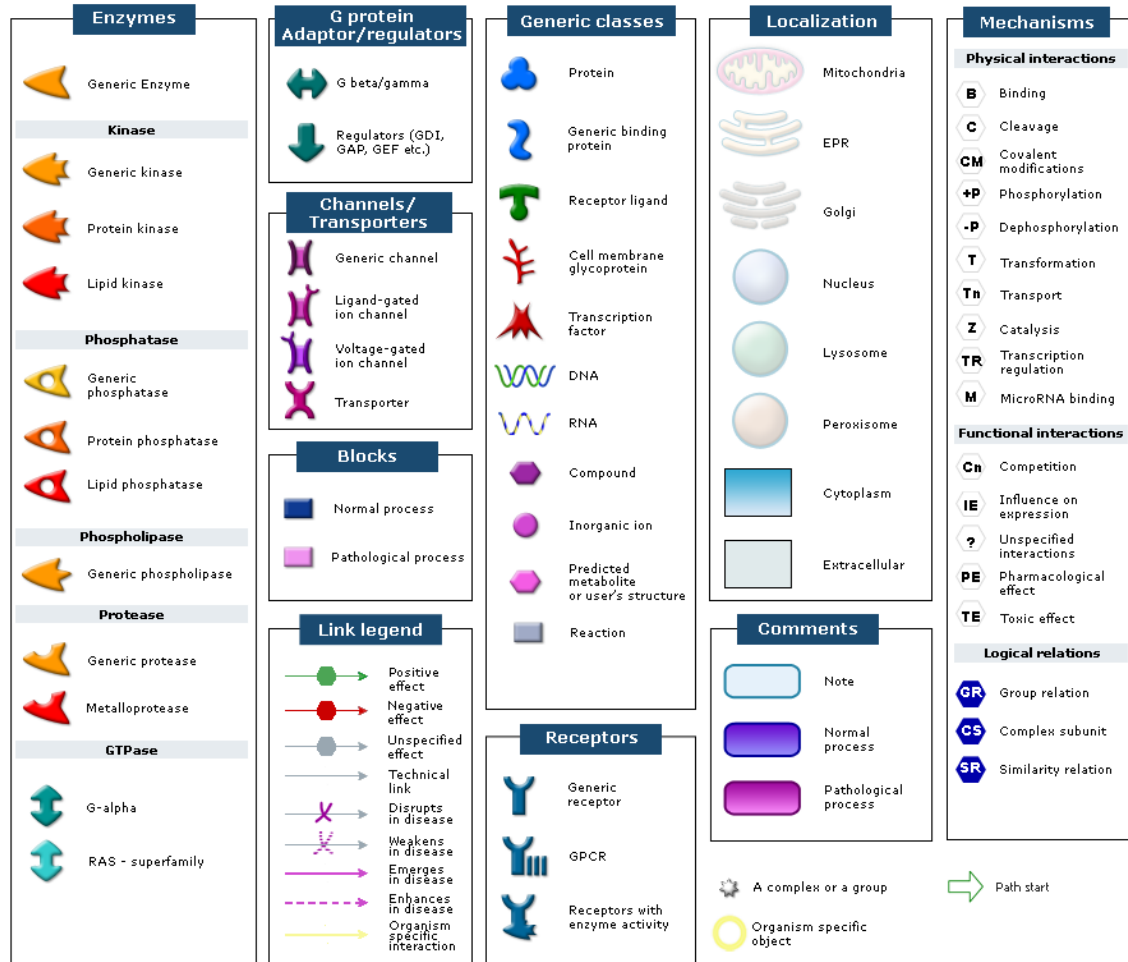 Enzymes
Generic Enzyme
Kinase
Generic kinase
Protein kinase
Lipid kinase
Phosphatase
Generic
phosphatase
Protein phosphatase
Lipid phosphatase
Phospholipase
Generic phospholipase
Protease
Generic protease
Metalloprotease
GTPase
G-alpha
RAS - superfamily
G protein
Adaptor/regulators
G beta/gamma
Regulators (GDI,
GAP, GEF etc.)
Channels/
Transporters
Generic channel
Ligand-gated
ion channel
Voltage-gated
ion channel
Transporter
Blocks
Normal process
Pathological process
Link legend
Positive
effect
Negative
effect
Unspecified
effect
Technical
link
Disrupts
in disease
Weakens
in disease
Emerges
in disease
Enhances
in disease
Organism
specific
interaction
Generic classes
Protein
Generic binding
protein
Receptor ligand
Cell membrane
glycoprotein
Transcription
factor
DNA
RNA
Compound
Inorganic ion
Predicted
metabolite
or user's structure
Reaction
Receptors
Generic
receptor
GPCR
Receptors with
enzyme activity
Localization
Mitochondria
EPR
Golgi
Nucleus
Lysosome
Peroxisome
Cytoplasm
Extracellular
Comments
Note
Normal
process
Pathological
process
A complex or a group
Organism specific
object
Mechanisms
Physical interactions
B Binding
C Cleavage
CM Covalent
modifications
+P Phosphorylation
-P Dephosphorylation
T Transformation
Tn Transport
Z Catalysis
TR Transcription
regulation
M MicroRNA binding
Functional interactions
Cn Competition
IE Influence on
expression
? Unspecified
interactions
PE Pharmacological
effect
TE Toxic effect
Logical relations
GR Group relation
CS Complex subunit
SR Similarity relation
Path start